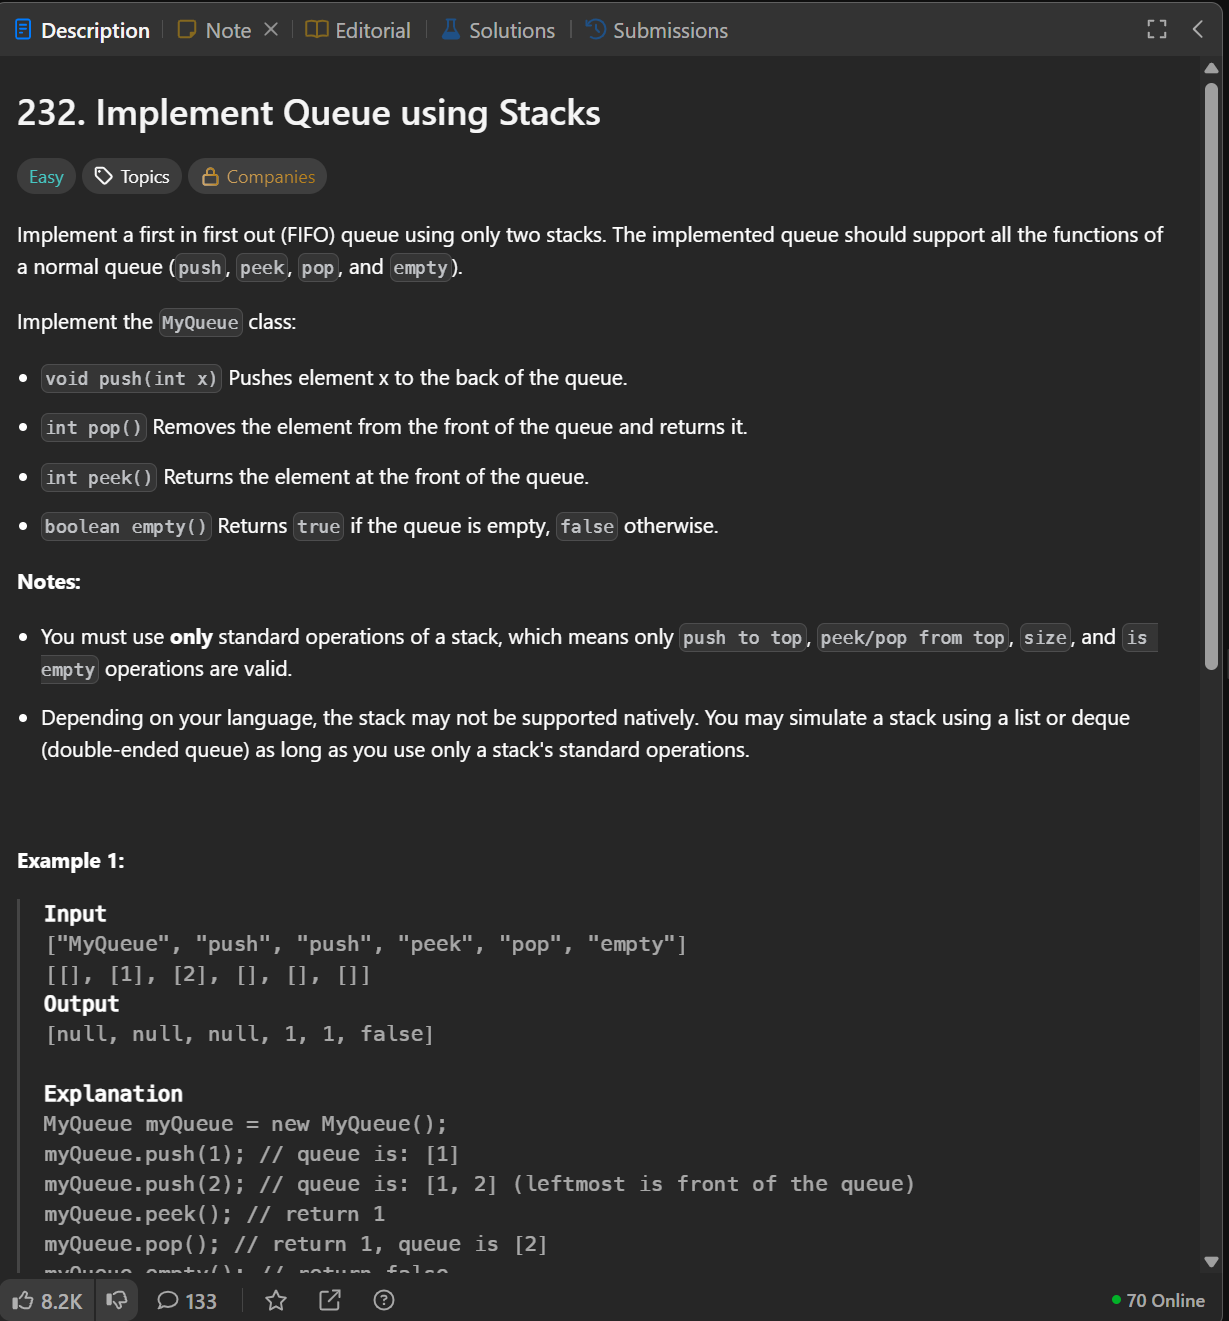 Description | Note × | Editorial | Solutions | Submissions
232. Implement Queue using Stacks
Easy Topics Companies
Implement a first in first out (FIFO) queue using only two stacks. The implemented queue should support all the functions of
a normal queue (push, peek, pop, and empty).
Implement the MyQueue class:
• void push(int x) Pushes element x to the back of the queue.
• int pop() Removes the element from the front of the queue and returns it.
• int peek() Returns the element at the front of the queue.
• boolean empty() Returns true if the queue is empty, false otherwise.
Notes:
• You must use only standard operations of a stack, which means only push to top, peek/pop from top, size, and is
empty operations are valid.
• Depending on your language, the stack may not be supported natively. You may simulate a stack using a list or deque
(double-ended queue) as long as you use only a stack's standard operations.
Example 1:
Input
["MyQueue", "push", "push", "peek", "pop", "empty"]
[[], [1], [2], [], [], []]
Output
[null, null, null, 1, 1, false]
Explanation
MyQueue myQueue = new MyQueue();
myQueue.push(1); // queue is: [1]
myQueue.push(2); // queue is: [1, 2] (leftmost is front of the queue)
myQueue.peek(); // return 1
myQueue.pop(); // return 1, queue is [2]
myQueue.empty(); // return false
8.2K 133 70 Online